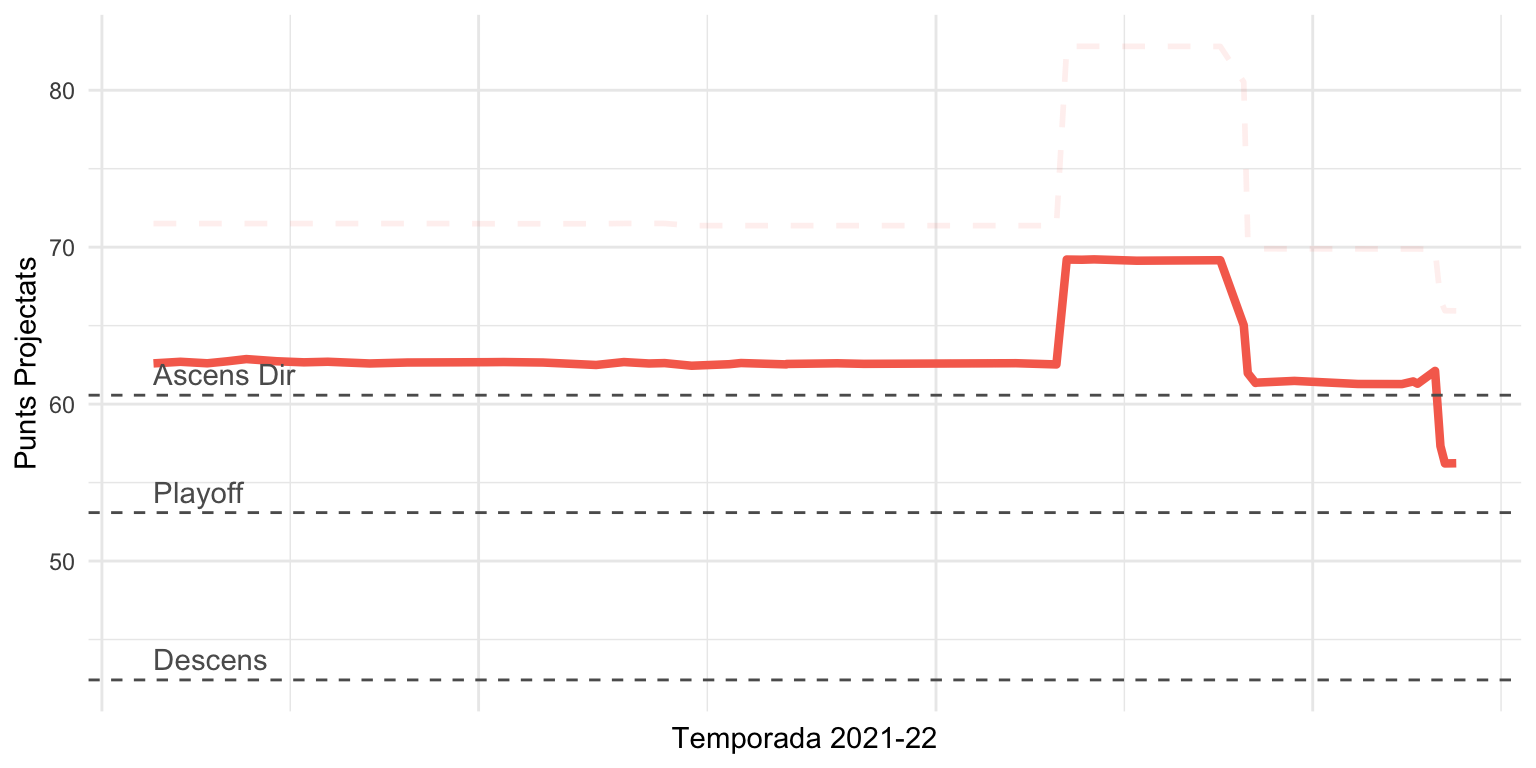 80
70
60
50
Punts Projectats
Ascens Dir
Playoff
Descens
Temporada 2021-22